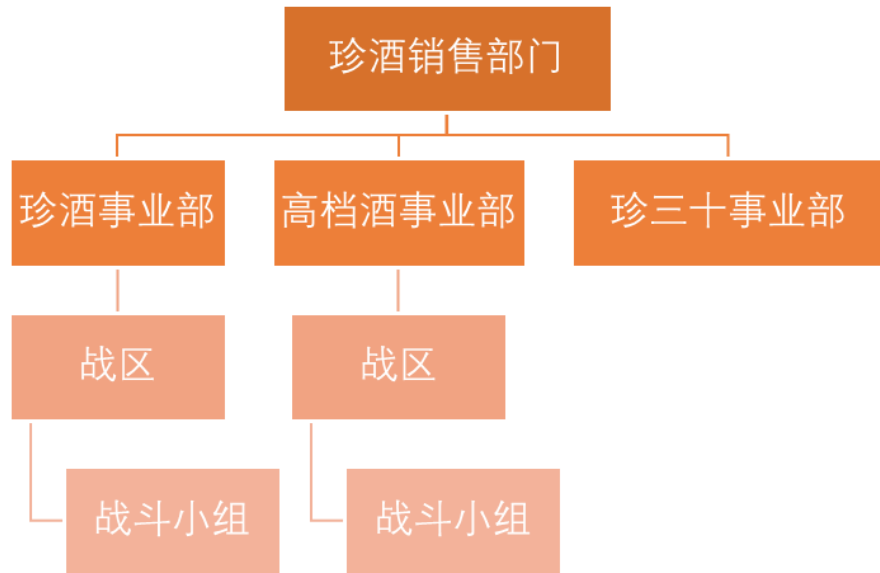 珍酒销售部门
珍酒事业部
高档酒事业部
珍三十事业部
战区
战区
战斗小组
战斗小组